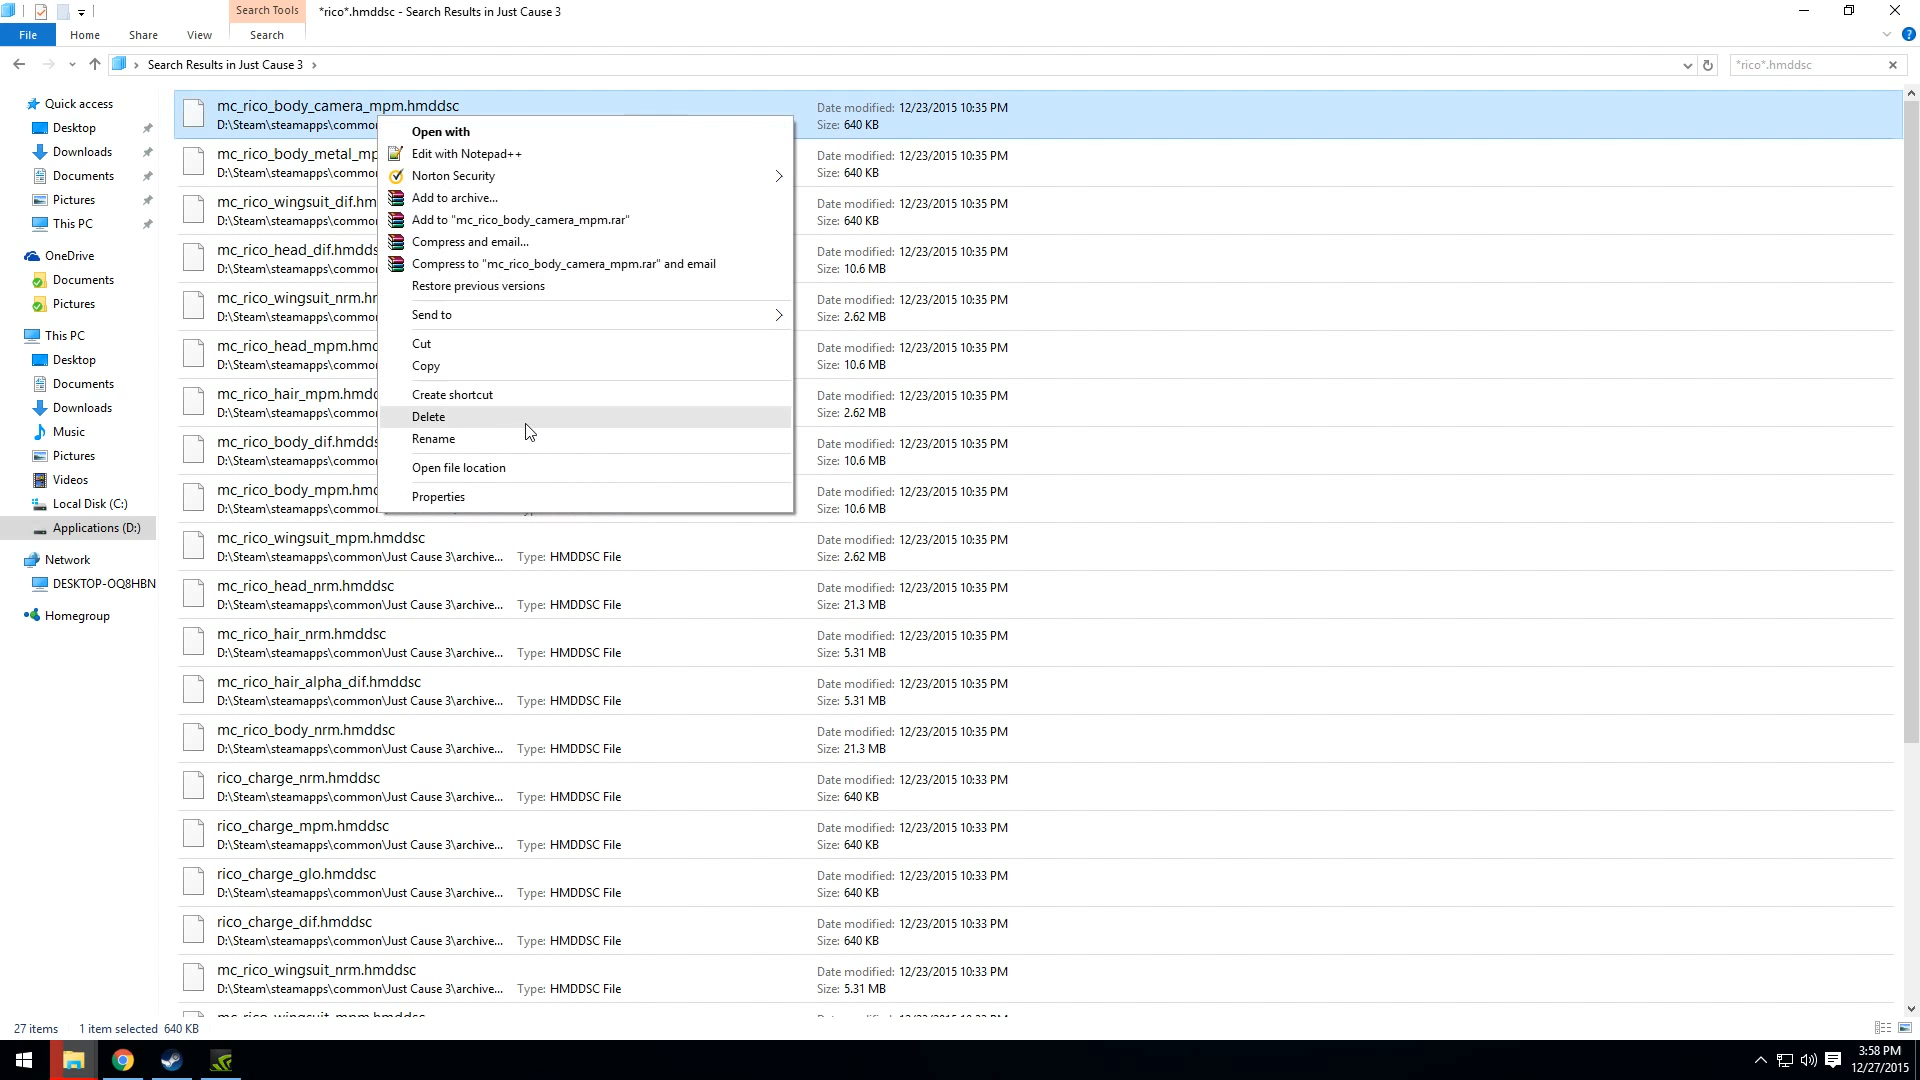 Search Tools
*rico*.hmddsc - Search Results in Just Cause 3
File
Home
Share
View
Search
Search Results in Just Cause 3
*rico*.hmddsc
Quick access
Desktop
Downloads
Documents
Pictures
This PC
OneDrive
Documents
Pictures
This PC
Desktop
Documents
Downloads
Music
Pictures
Videos
Local Disk (C:)
Applications (D:)
Network
DESKTOP-OQ8HBN
Homegroup
mc_rico_body_camera_mpm.hmddsc
D:\Steam\steamapps\common
Date modified: 12/23/2015 10:35 PM
Size: 640 KB
mc_rico_body_metal_mp
D:\Steam\steamapps\common
Date modified: 12/23/2015 10:35 PM
Size: 640 KB
mc_rico_wingsuit_dif.hm
D:\Steam\steamapps\common
Date modified: 12/23/2015 10:35 PM
Size: 640 KB
mc_rico_head_dif.hmdds
D:\Steam\steamapps\common
Date modified: 12/23/2015 10:35 PM
Size: 10.6 MB
mc_rico_wingsuit_nrm.hm
D:\Steam\steamapps\common
Date modified: 12/23/2015 10:35 PM
Size: 2.62 MB
mc_rico_head_mpm.hmd
D:\Steam\steamapps\common
Date modified: 12/23/2015 10:35 PM
Size: 10.6 MB
mc_rico_hair_mpm.hmdd
D:\Steam\steamapps\common
Date modified: 12/23/2015 10:35 PM
Size: 2.62 MB
mc_rico_body_dif.hmdds
D:\Steam\steamapps\common
Date modified: 12/23/2015 10:35 PM
Size: 10.6 MB
mc_rico_body_mpm.hmd
D:\Steam\steamapps\common
Date modified: 12/23/2015 10:35 PM
Size: 10.6 MB
Open with
Edit with Notepad++
Norton Security
Add to archive...
Add to "mc_rico_body_camera_mpm.rar"
Compress and email...
Compress to "mc_rico_body_camera_mpm.rar" and email
Restore previous versions
Send to
Cut
Copy
Create shortcut
Delete
Rename
Open file location
Properties
mc_rico_wingsuit_mpm.hmddsc
D:\Steam\steamapps\common\Just Cause 3\archive... Type: HMDDSC File
Date modified: 12/23/2015 10:35 PM
Size: 2.62 MB
mc_rico_head_nrm.hmddsc
D:\Steam\steamapps\common\Just Cause 3\archive... Type: HMDDSC File
Date modified: 12/23/2015 10:35 PM
Size: 21.3 MB
mc_rico_hair_nrm.hmddsc
D:\Steam\steamapps\common\Just Cause 3\archive... Type: HMDDSC File
Date modified: 12/23/2015 10:35 PM
Size: 5.31 MB
mc_rico_hair_alpha_dif.hmddsc
D:\Steam\steamapps\common\Just Cause 3\archive... Type: HMDDSC File
Date modified: 12/23/2015 10:35 PM
Size: 5.31 MB
mc_rico_body_nrm.hmddsc
D:\Steam\steamapps\common\Just Cause 3\archive... Type: HMDDSC File
Date modified: 12/23/2015 10:35 PM
Size: 21.3 MB
rico_charge_nrm.hmddsc
D:\Steam\steamapps\common\Just Cause 3\archive... Type: HMDDSC File
Date modified: 12/23/2015 10:33 PM
Size: 640 KB
rico_charge_mpm.hmddsc
D:\Steam\steamapps\common\Just Cause 3\archive... Type: HMDDSC File
Date modified: 12/23/2015 10:33 PM
Size: 640 KB
rico_charge_glo.hmddsc
D:\Steam\steamapps\common\Just Cause 3\archive... Type: HMDDSC File
Date modified: 12/23/2015 10:33 PM
Size: 640 KB
rico_charge_dif.hmddsc
D:\Steam\steamapps\common\Just Cause 3\archive... Type: HMDDSC File
Date modified: 12/23/2015 10:33 PM
Size: 640 KB
mc_rico_wingsuit_nrm.hmddsc
D:\Steam\steamapps\common\Just Cause 3\archive... Type: HMDDSC File
Date modified: 12/23/2015 10:33 PM
Size: 5.31 MB
27 items 1 item selected 640 KB
3:58 PM
12/27/2015